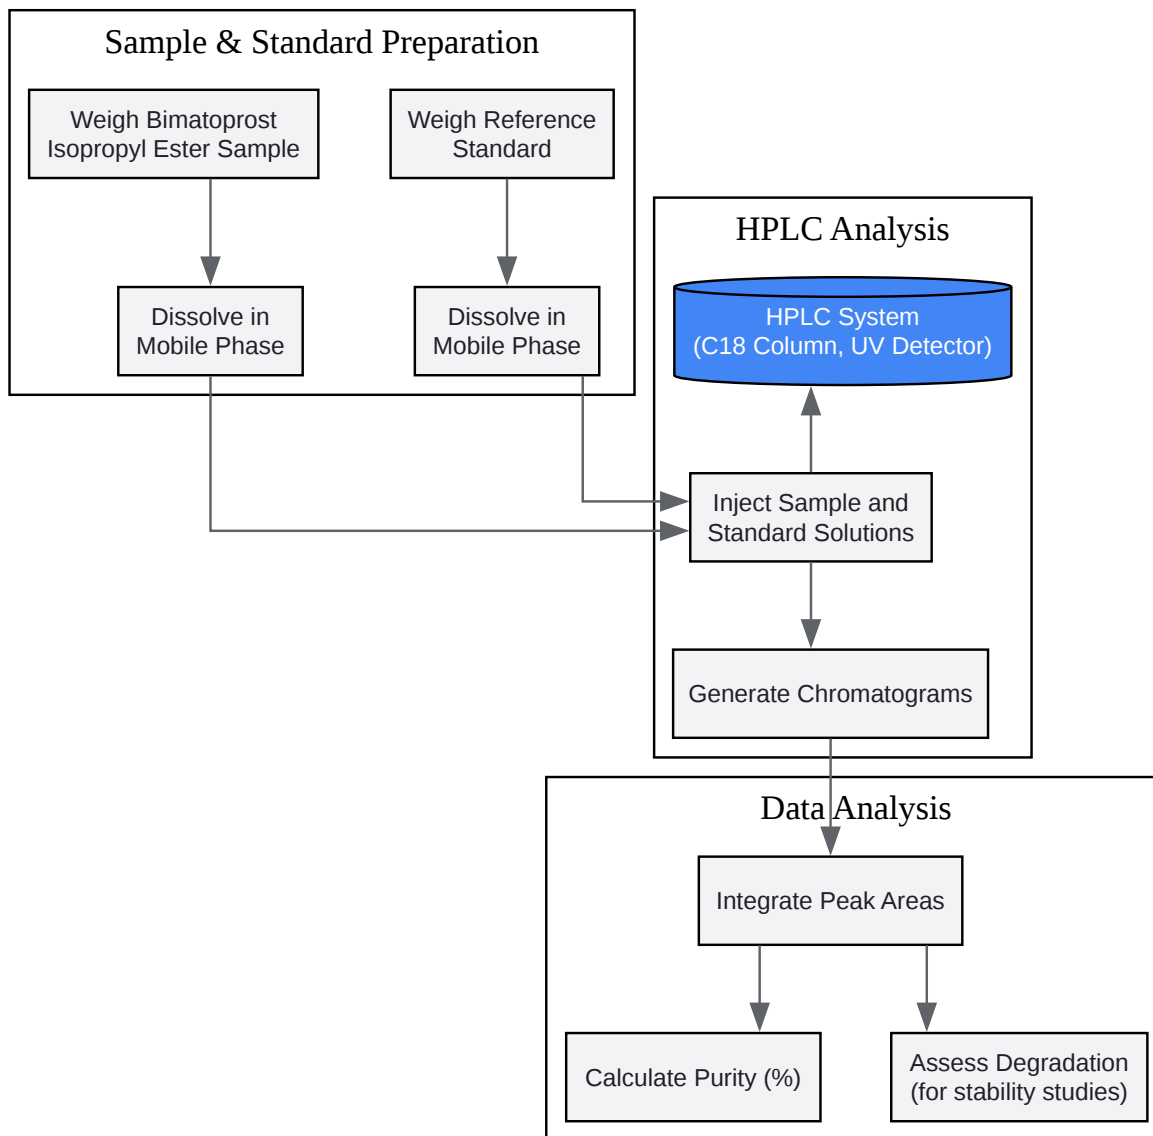 Sample & Standard Preparation
Weigh Bimatoprost
Isopropyl Ester Sample
Weigh Reference
Standard
Dissolve in
Mobile Phase
Dissolve in
Mobile Phase
HPLC Analysis
HPLC System
(C18 Column, UV Detector)
Inject Sample and
Standard Solutions
Generate Chromatograms
Data Analysis
Integrate Peak Areas
Calculate Purity (%)
Assess Degradation
(for stability studies)